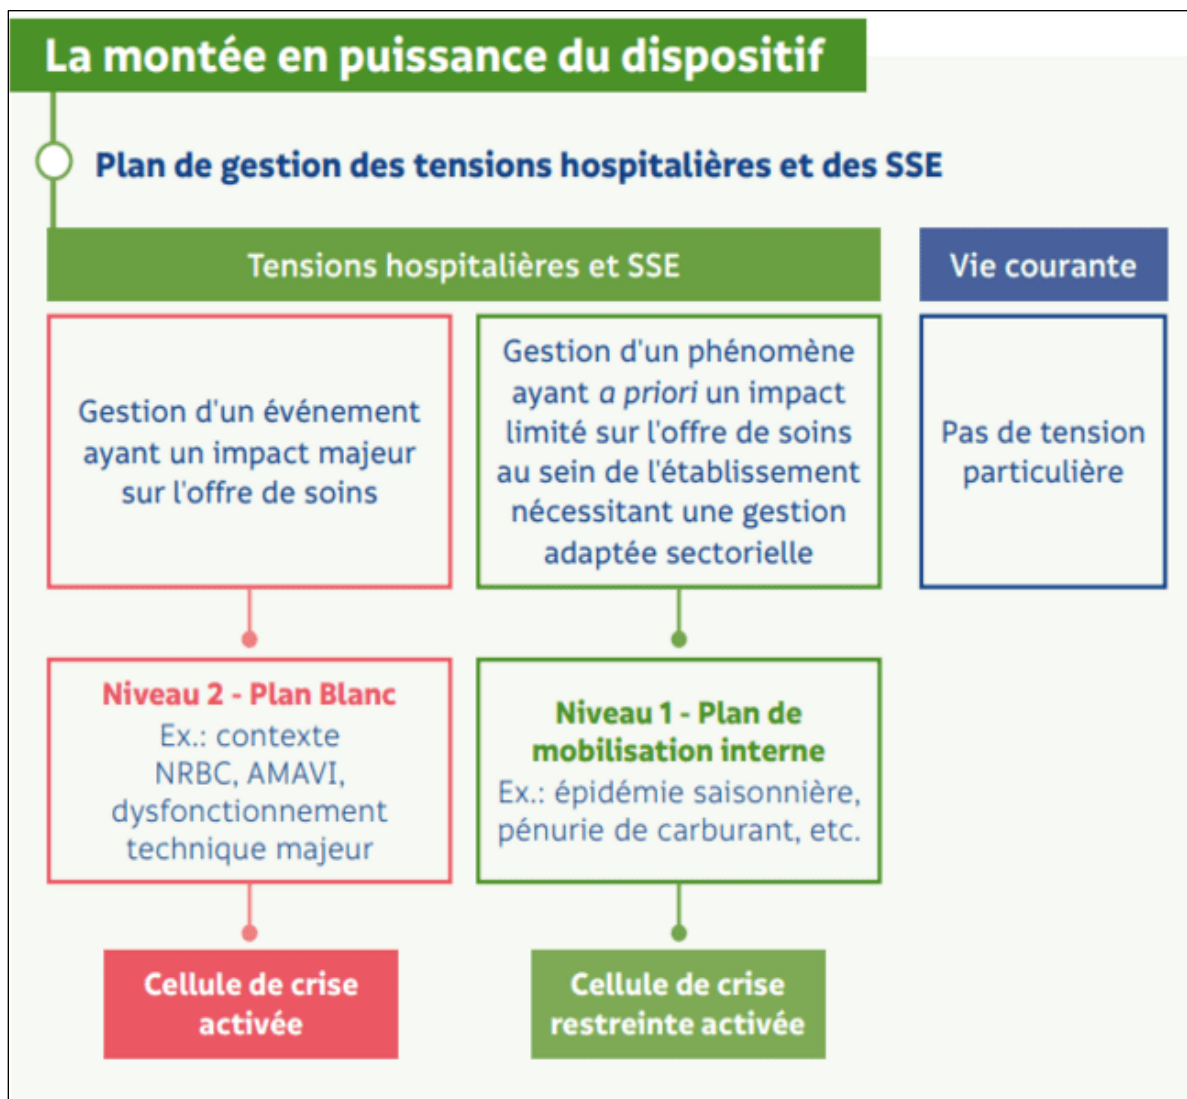 La montée en puissance du dispositif
Plan de gestion des tensions hospitalières et des SSE
Tensions hospitalières et SSE
Gestion d'un événement
ayant un impact majeur
sur l'offre de soins
Niveau 2 - Plan Blanc
Ex.: contexte
NRBC, AMAVI,
dysfonctionnement
technique majeur
Cellule de crise
activée
Gestion d'un phénomène
ayant a priori un impact
limité sur l'offre de soins
au sein de l'établissement
nécessitant une gestion
adaptée sectorielle
Niveau 1 - Plan de
mobilisation interne
Ex.: épidémie saisonnière,
pénurie de carburant, etc.
Cellule de crise
restreinte activée
Vie courante
Pas de tension
particulière